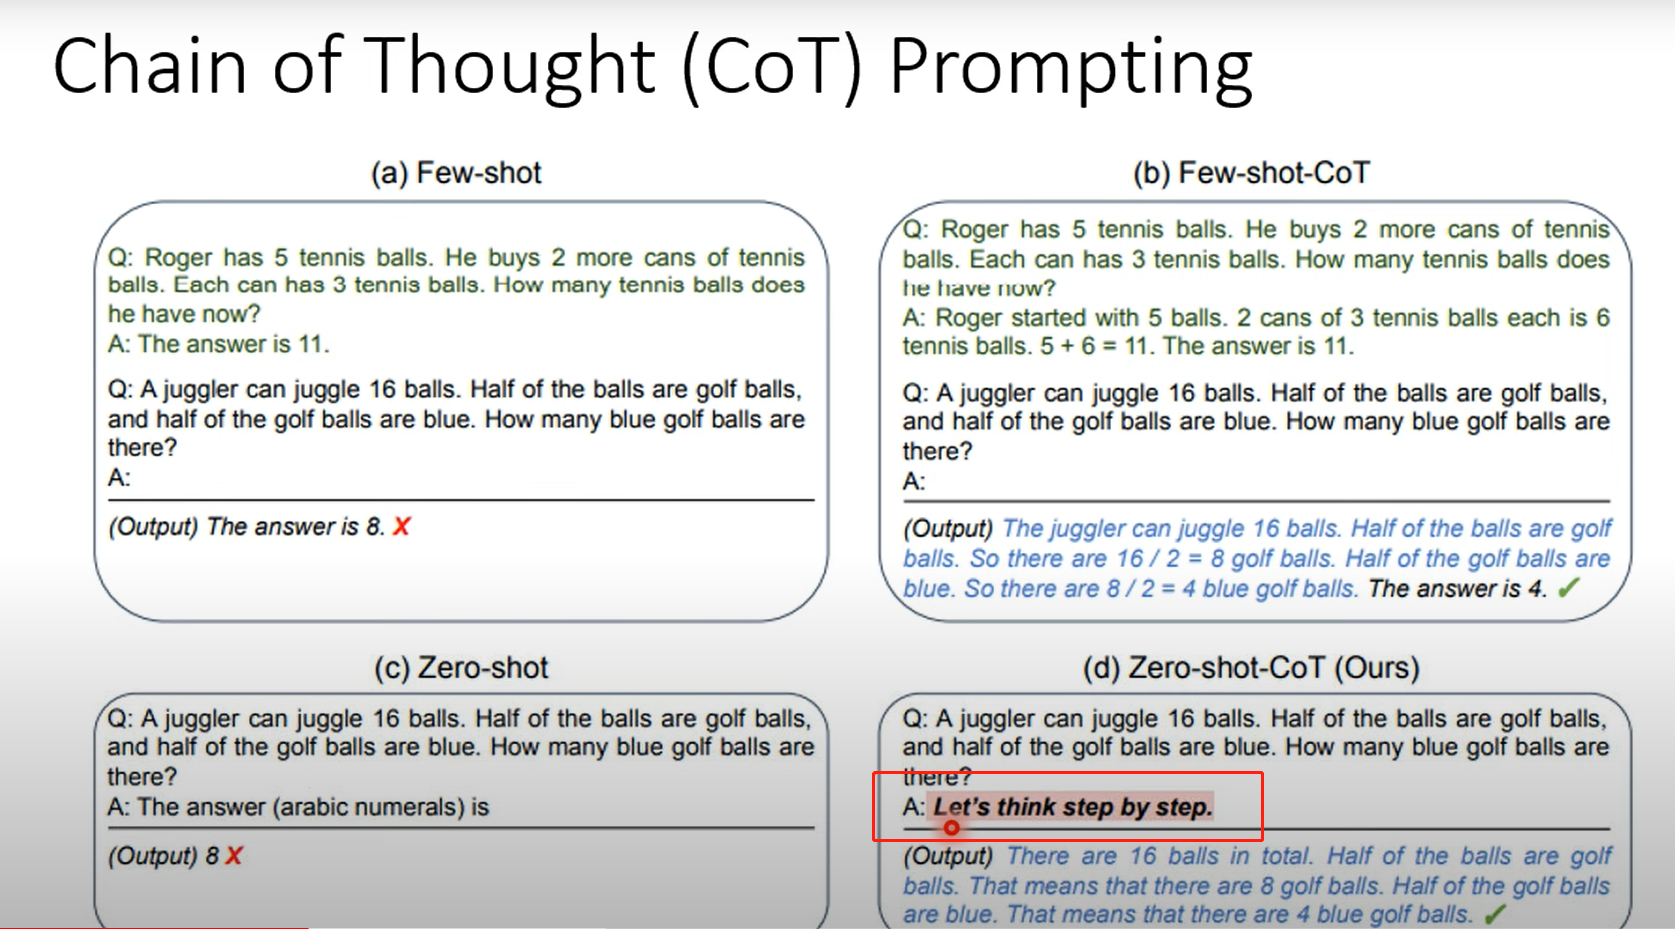 Chain of Thought (CoT) Prompting
(a) Few-shot
Q: Roger has 5 tennis balls. He buys 2 more cans of tennis
balls. Each can has 3 tennis balls. How many tennis balls does
he have now?
A: The answer is 11.
Q: A juggler can juggle 16 balls. Half of the balls are golf balls,
and half of the golf balls are blue. How many blue golf balls are
there?
A:
(Output) The answer is 8. X
(b) Few-shot-CoT
Q: Roger has 5 tennis balls. He buys 2 more cans of tennis
balls. Each can has 3 tennis balls. How many tennis balls does
he have now?
A: Roger started with 5 balls. 2 cans of 3 tennis balls each is 6
tennis balls. 5 + 6 = 11. The answer is 11.
Q: A juggler can juggle 16 balls. Half of the balls are golf balls,
and half of the golf balls are blue. How many blue golf balls are
there?
A:
(Output) The juggler can juggle 16 balls. Half of the balls are golf
balls. So there are 16 / 2 = 8 golf balls. Half of the golf balls are
blue. So there are 8 / 2 = 4 blue golf balls. The answer is 4. ✓
(c) Zero-shot
Q: A juggler can juggle 16 balls. Half of the balls are golf balls,
and half of the golf balls are blue. How many blue golf balls are
there?
A: The answer (arabic numerals) is
(Output) 8 X
(d) Zero-shot-CoT (Ours)
Q: A juggler can juggle 16 balls. Half of the balls are golf balls,
and half of the golf balls are blue. How many blue golf balls are
there?
A: Let's think step by step.
(Output) There are 16 balls in total. Half of the balls are golf
balls. That means that there are 8 golf balls. Half of the golf balls
are blue. That means that there are 4 blue golf balls. ✓